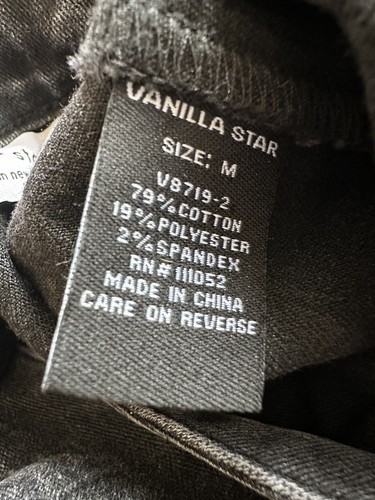 VANILLA STAR
SIZE: M
V8719-2
79%COTTON
19%POLYESTER
2%SPANDEX
RN#111052
MADE IN CHINA
CARE ON REVERSE